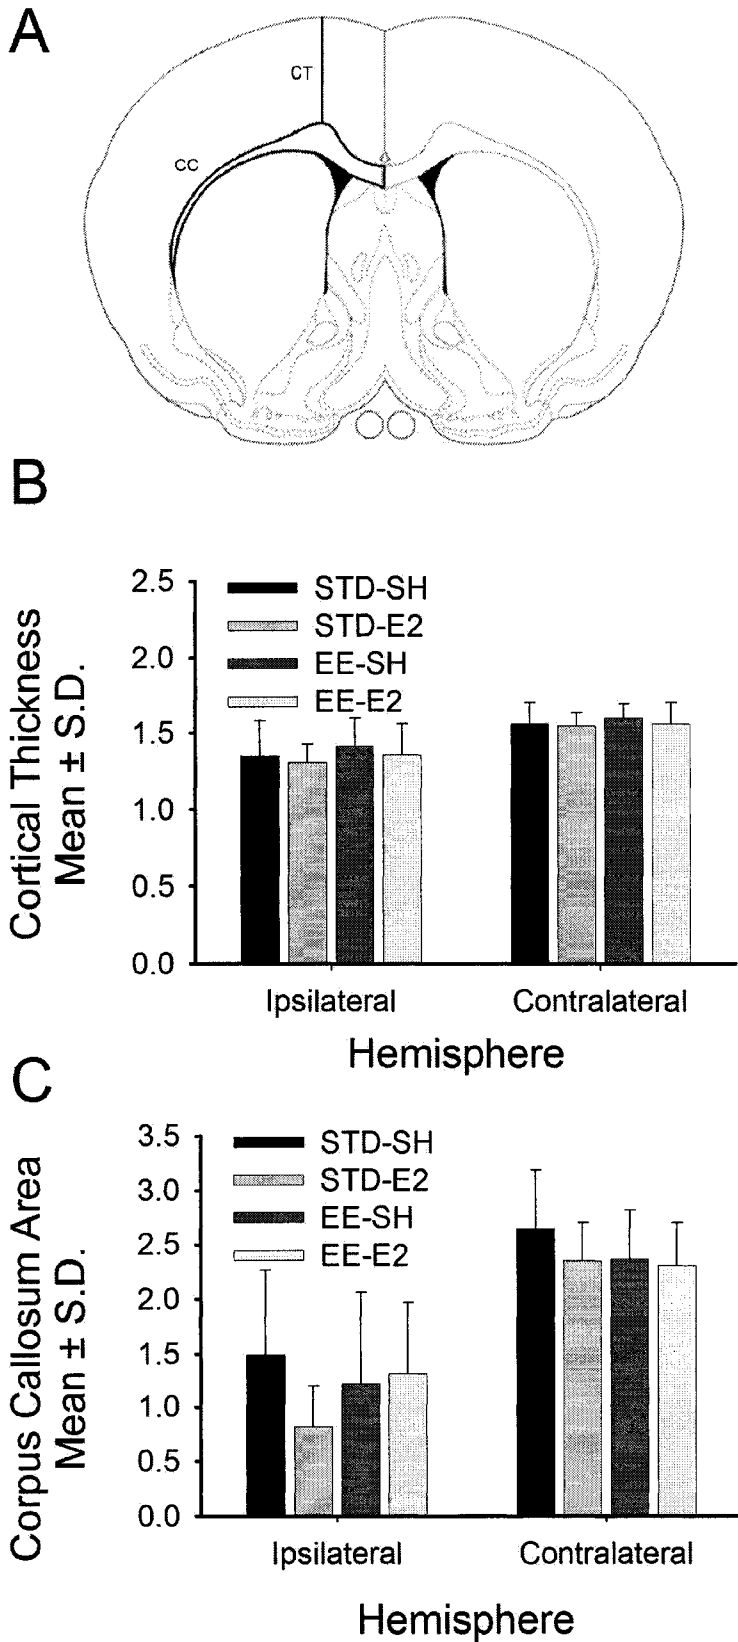 A
CT
CC
B
Cortical Thickness
Mean ± S.D.
2.5
2.0
1.5
1.0
0.5
0.0
STD-SH
STD-E2
EE-SH
EE-E2
Ipsilateral
Contralateral
Hemisphere
C
Corpus Callosum Area
Mean ± S.D.
3.5
3.0
2.5
2.0
1.5
1.0
0.5
0.0
STD-SH
STD-E2
EE-SH
EE-E2
Ipsilateral
Contralateral
Hemisphere